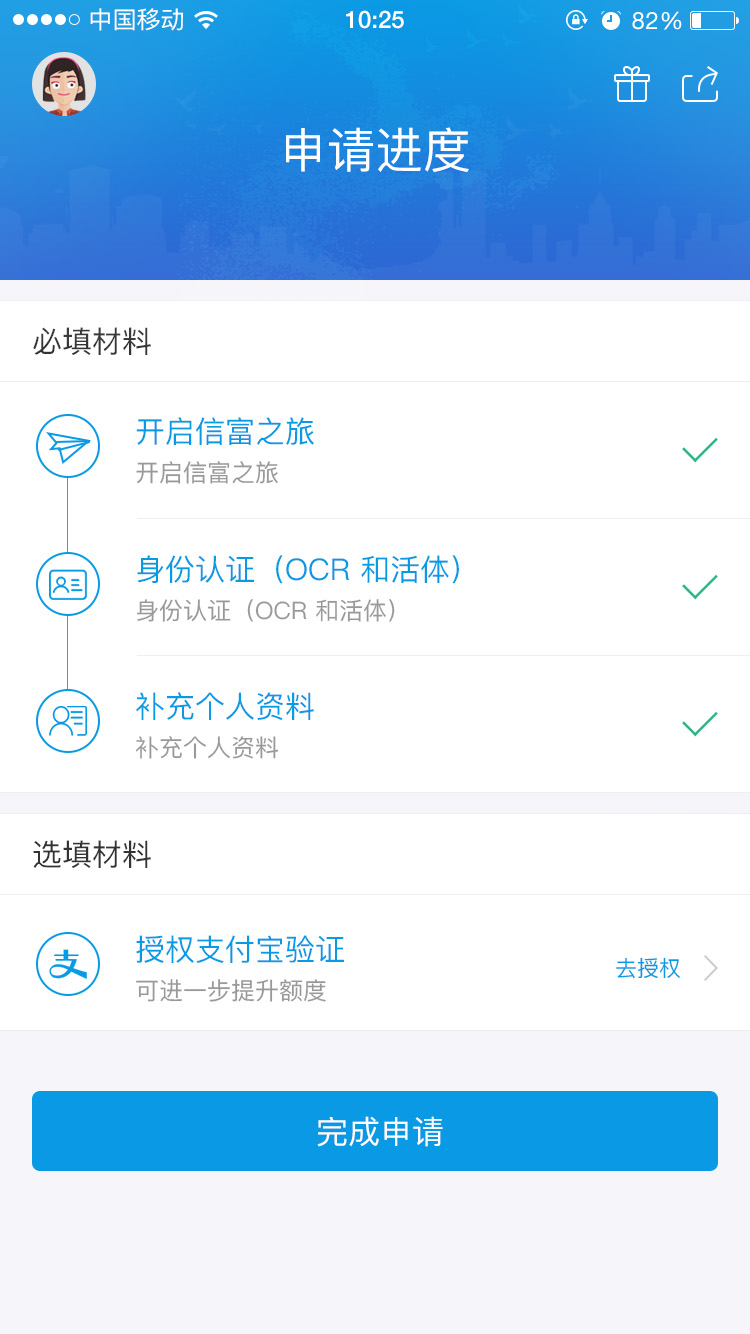 中国移动 10:25 82%
申请进度
必填材料
开启信富之旅
开启信富之旅
身份认证（OCR 和活体）
身份认证（OCR 和活体）
补充个人资料
补充个人资料
选填材料
支
授权支付宝验证
可进一步提升额度
去授权
完成申请